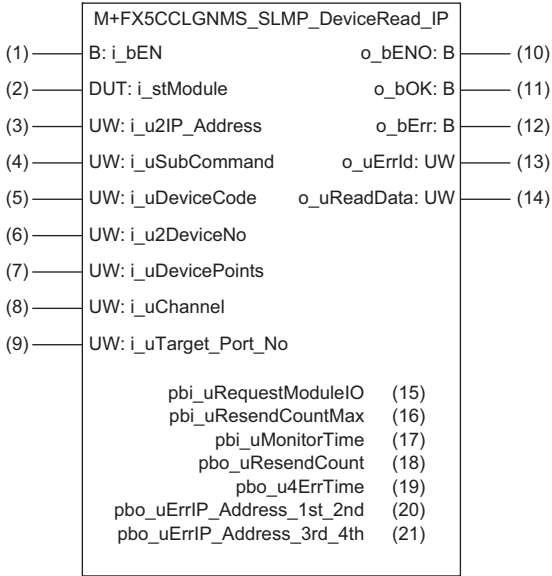 M+FX5CCLGNMS_SLMP_DeviceRead_IP
(1) B: i_bEN o_bENO: B (10)
(2) DUT: i_stModule o_bOK: B (11)
(3) UW: i_u2IP_Address o_bErr: B (12)
(4) UW: i_uSubCommand o_uErrId: UW (13)
(5) UW: i_uDeviceCode o_uReadData: UW (14)
(6) UW: i_u2DeviceNo
(7) UW: i_uDevicePoints
(8) UW: i_uChannel
(9) UW: i_uTarget_Port_No
pbi_uRequestModuleIO (15)
pbi_uResendCountMax (16)
pbi_uMonitorTime (17)
pbo_uResendCount (18)
pbo_u4ErrTime (19)
pbo_uErrIP_Address_1st_2nd (20)
pbo_uErrIP_Address_3rd_4th (21)